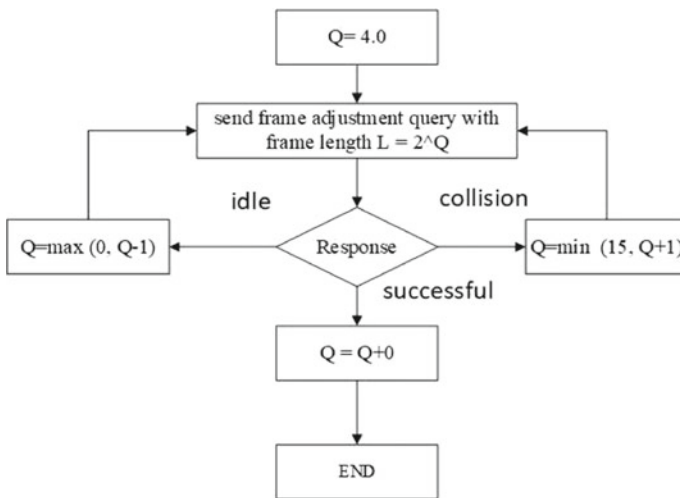 Q= 4.0
send frame adjustment query with
frame length L = 2^Q
idle
collision
Q=max (0, Q-1)
Response
Q=min (15, Q+1)
successful
Q = Q+0
END